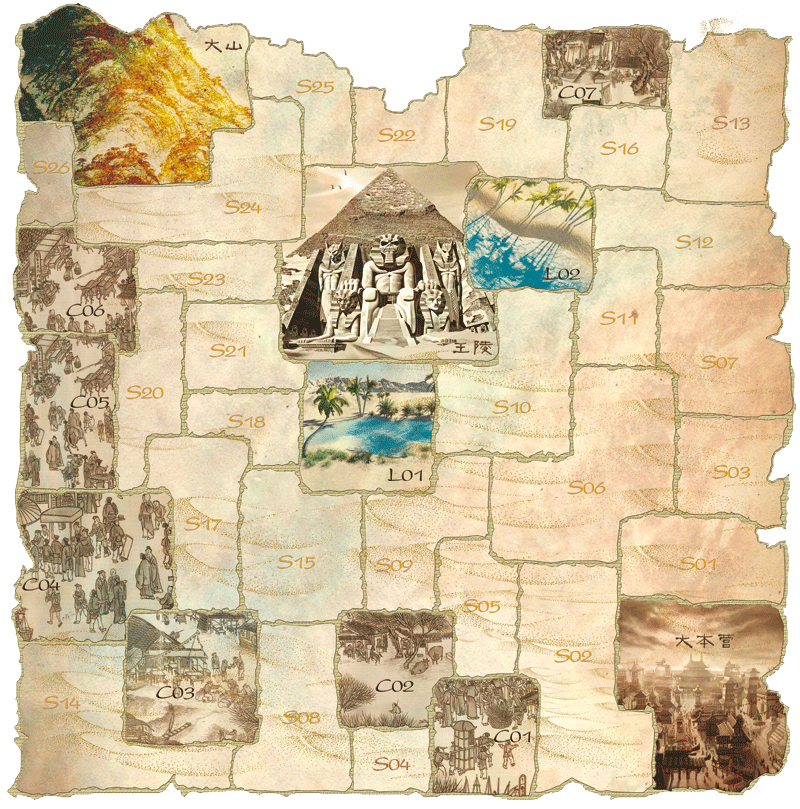 大山
S25
C07
S22
S19
S13
S16
S26
S24
S12
L02
S23
C06
S11
王陵
S21
S07
S20
C05
S10
S18
L01
S03
S06
S17
S15
S09
S01
C04
S05
大本营
S02
C03
C02
S14
S08
C01
S04